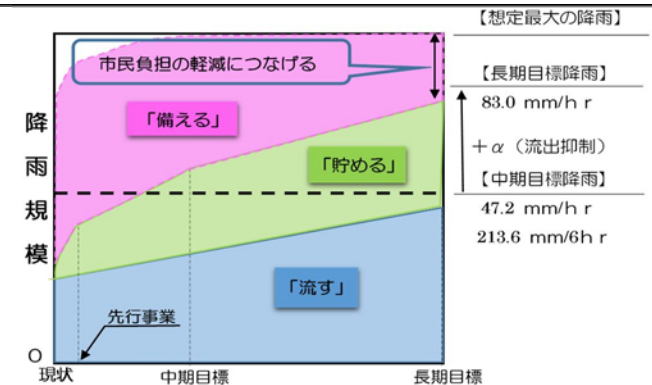 【想定最大の降雨】
市民負担の軽減につなげる
【長期目標降雨】
83.0 mm/hr
「備える」
+α（流出抑制）
「貯める」
【中期目標降雨】
47.2 mm/hr
213.6 mm/6hr
降雨規模
「流す」
先行事業
0
現状
中期目標
長期目標